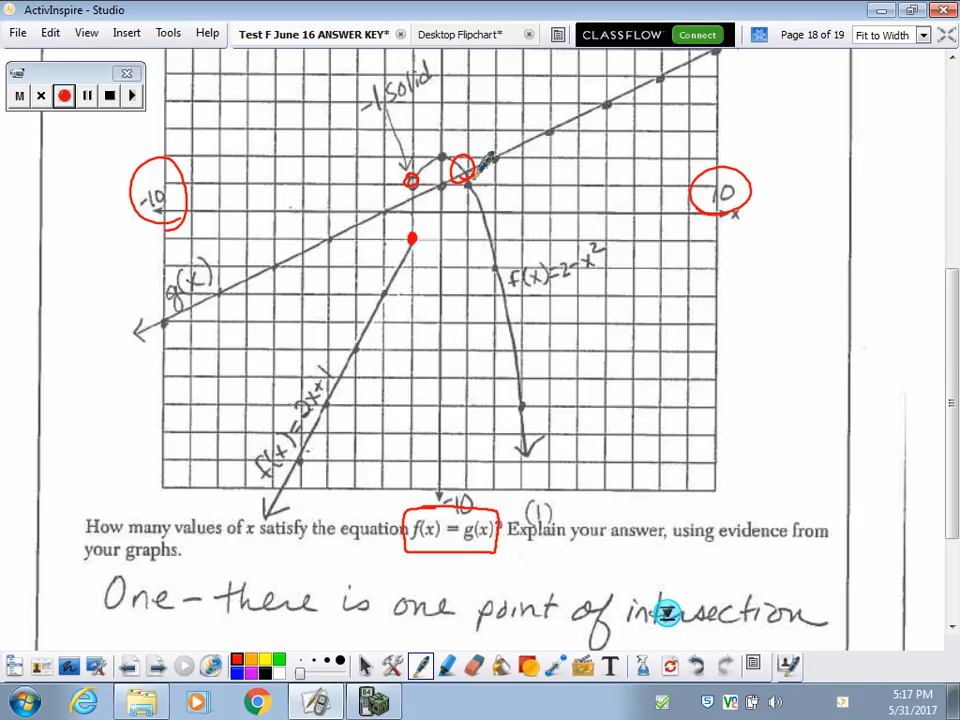 ActivInspire - Studio
File Edit View Insert Tools Help Test F June 16 ANSWER KEY* Desktop Flipchart* CLASSFLOW Connect Page 18 of 19 Fit to Width
M
-1 solid
-10
10
x
g(x)
f(x)=2-x²
f(x)=2x+1
-10
(1)
How many values of x satisfy the equation f(x) = g(x)? Explain your answer, using evidence from
your graphs.
One - there is one point of intersection
T
84
5:17 PM
5/31/2017